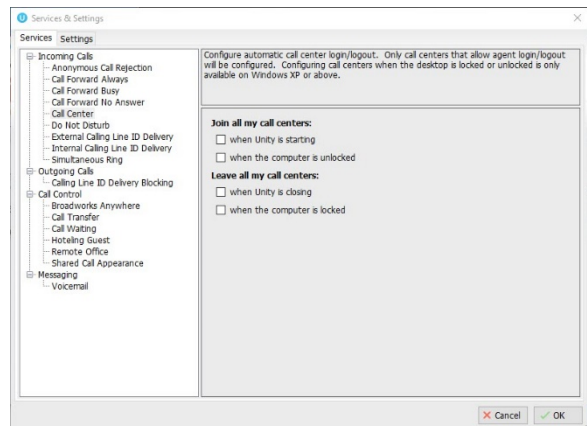 Services & Settings
Services Settings
Incoming Calls
Anonymous Call Rejection
Call Forward Always
Call Forward Busy
Call Forward No Answer
Call Center
Do Not Disturb
External Calling Line ID Delivery
Internal Calling Line ID Delivery
Simultaneous Ring
Outgoing Calls
Calling Line ID Delivery Blocking
Call Control
Broadworks Anywhere
Call Transfer
Call Waiting
Hoteling Guest
Remote Office
Shared Call Appearance
Messaging
Voicemail
Configure automatic call center login/logout. Only call centers that allow agent login/logout
will be configured. Configuring call centers when the desktop is locked or unlocked is only
available on Windows XP or above.
Join all my call centers:
when Unity is starting
when the computer is unlocked
Leave all my call centers:
when Unity is closing
when the computer is locked
Cancel OK